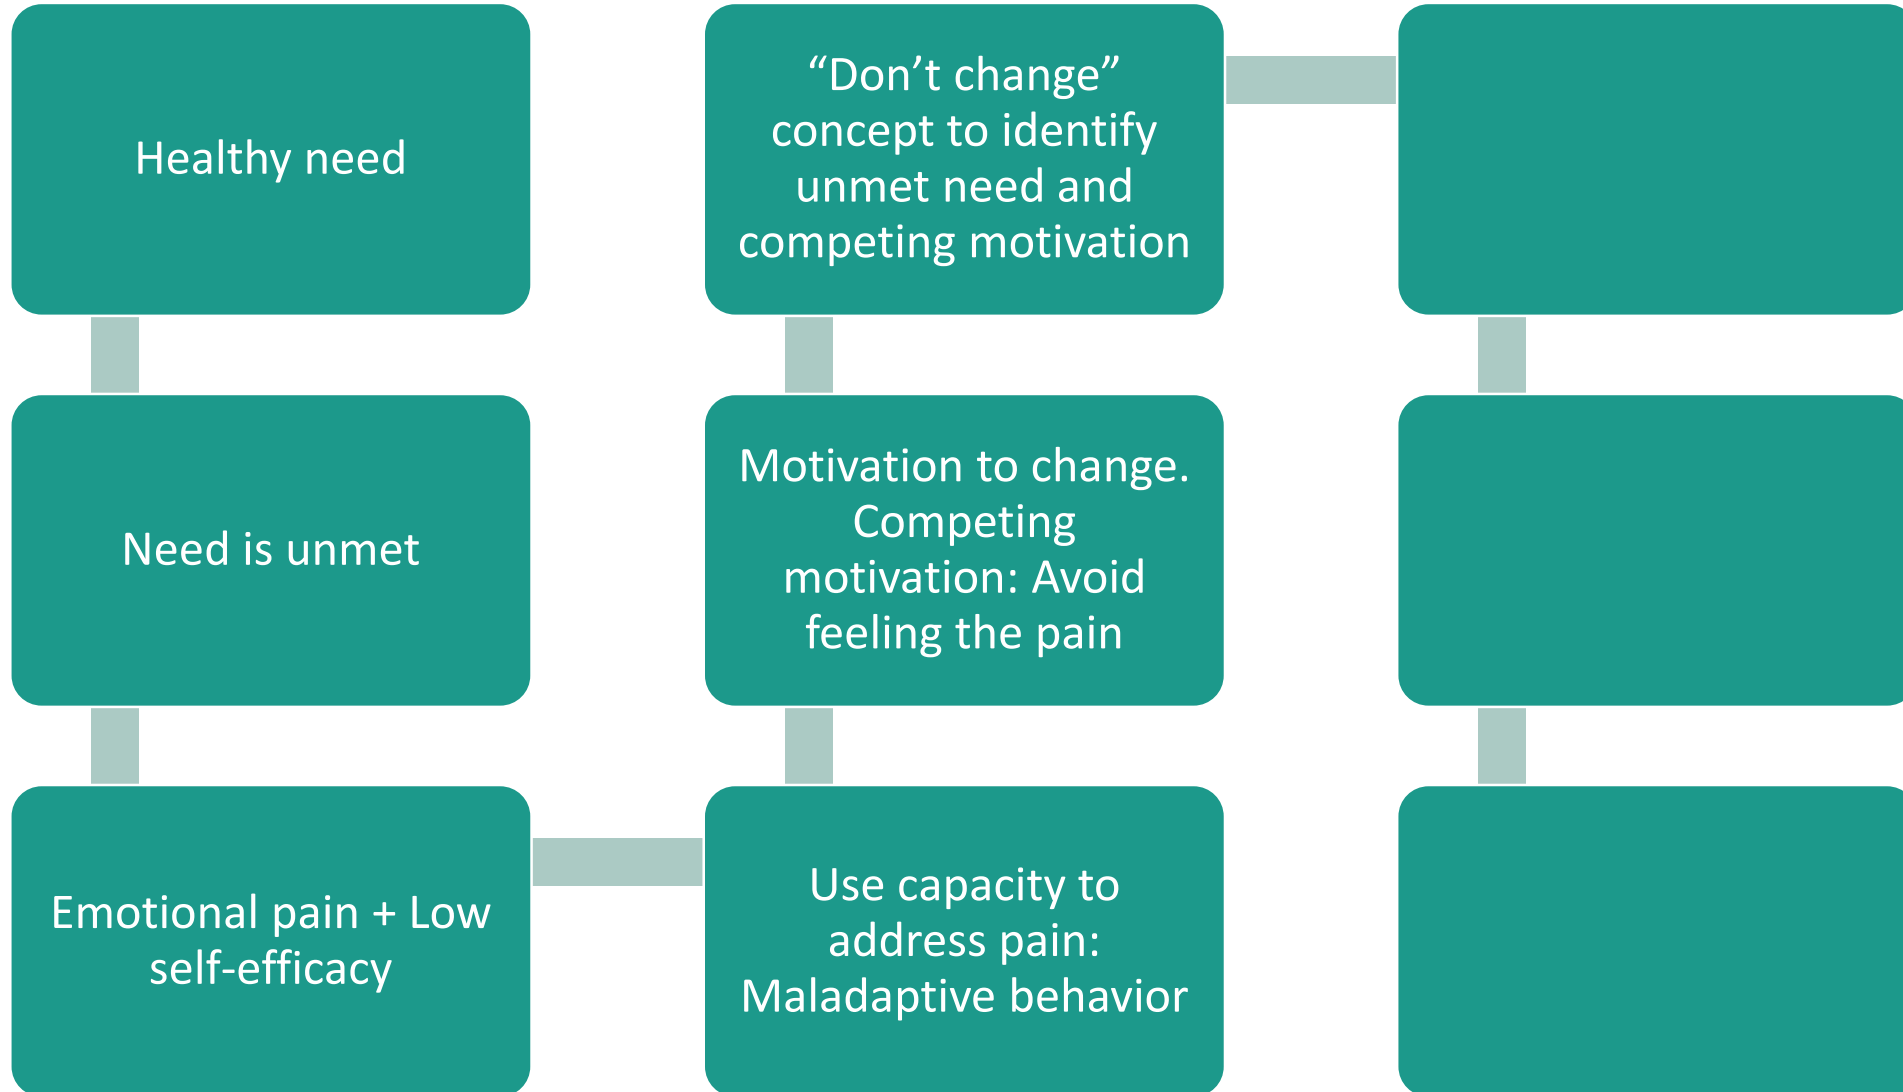 Healthy need
Need is unmet
Emotional pain + Low
self-efficacy
Use capacity to
address pain:
Maladaptive behavior
Motivation to change.
Competing
motivation: Avoid
feeling the pain
“Don’t change”
concept to identify
unmet need and
competing motivation